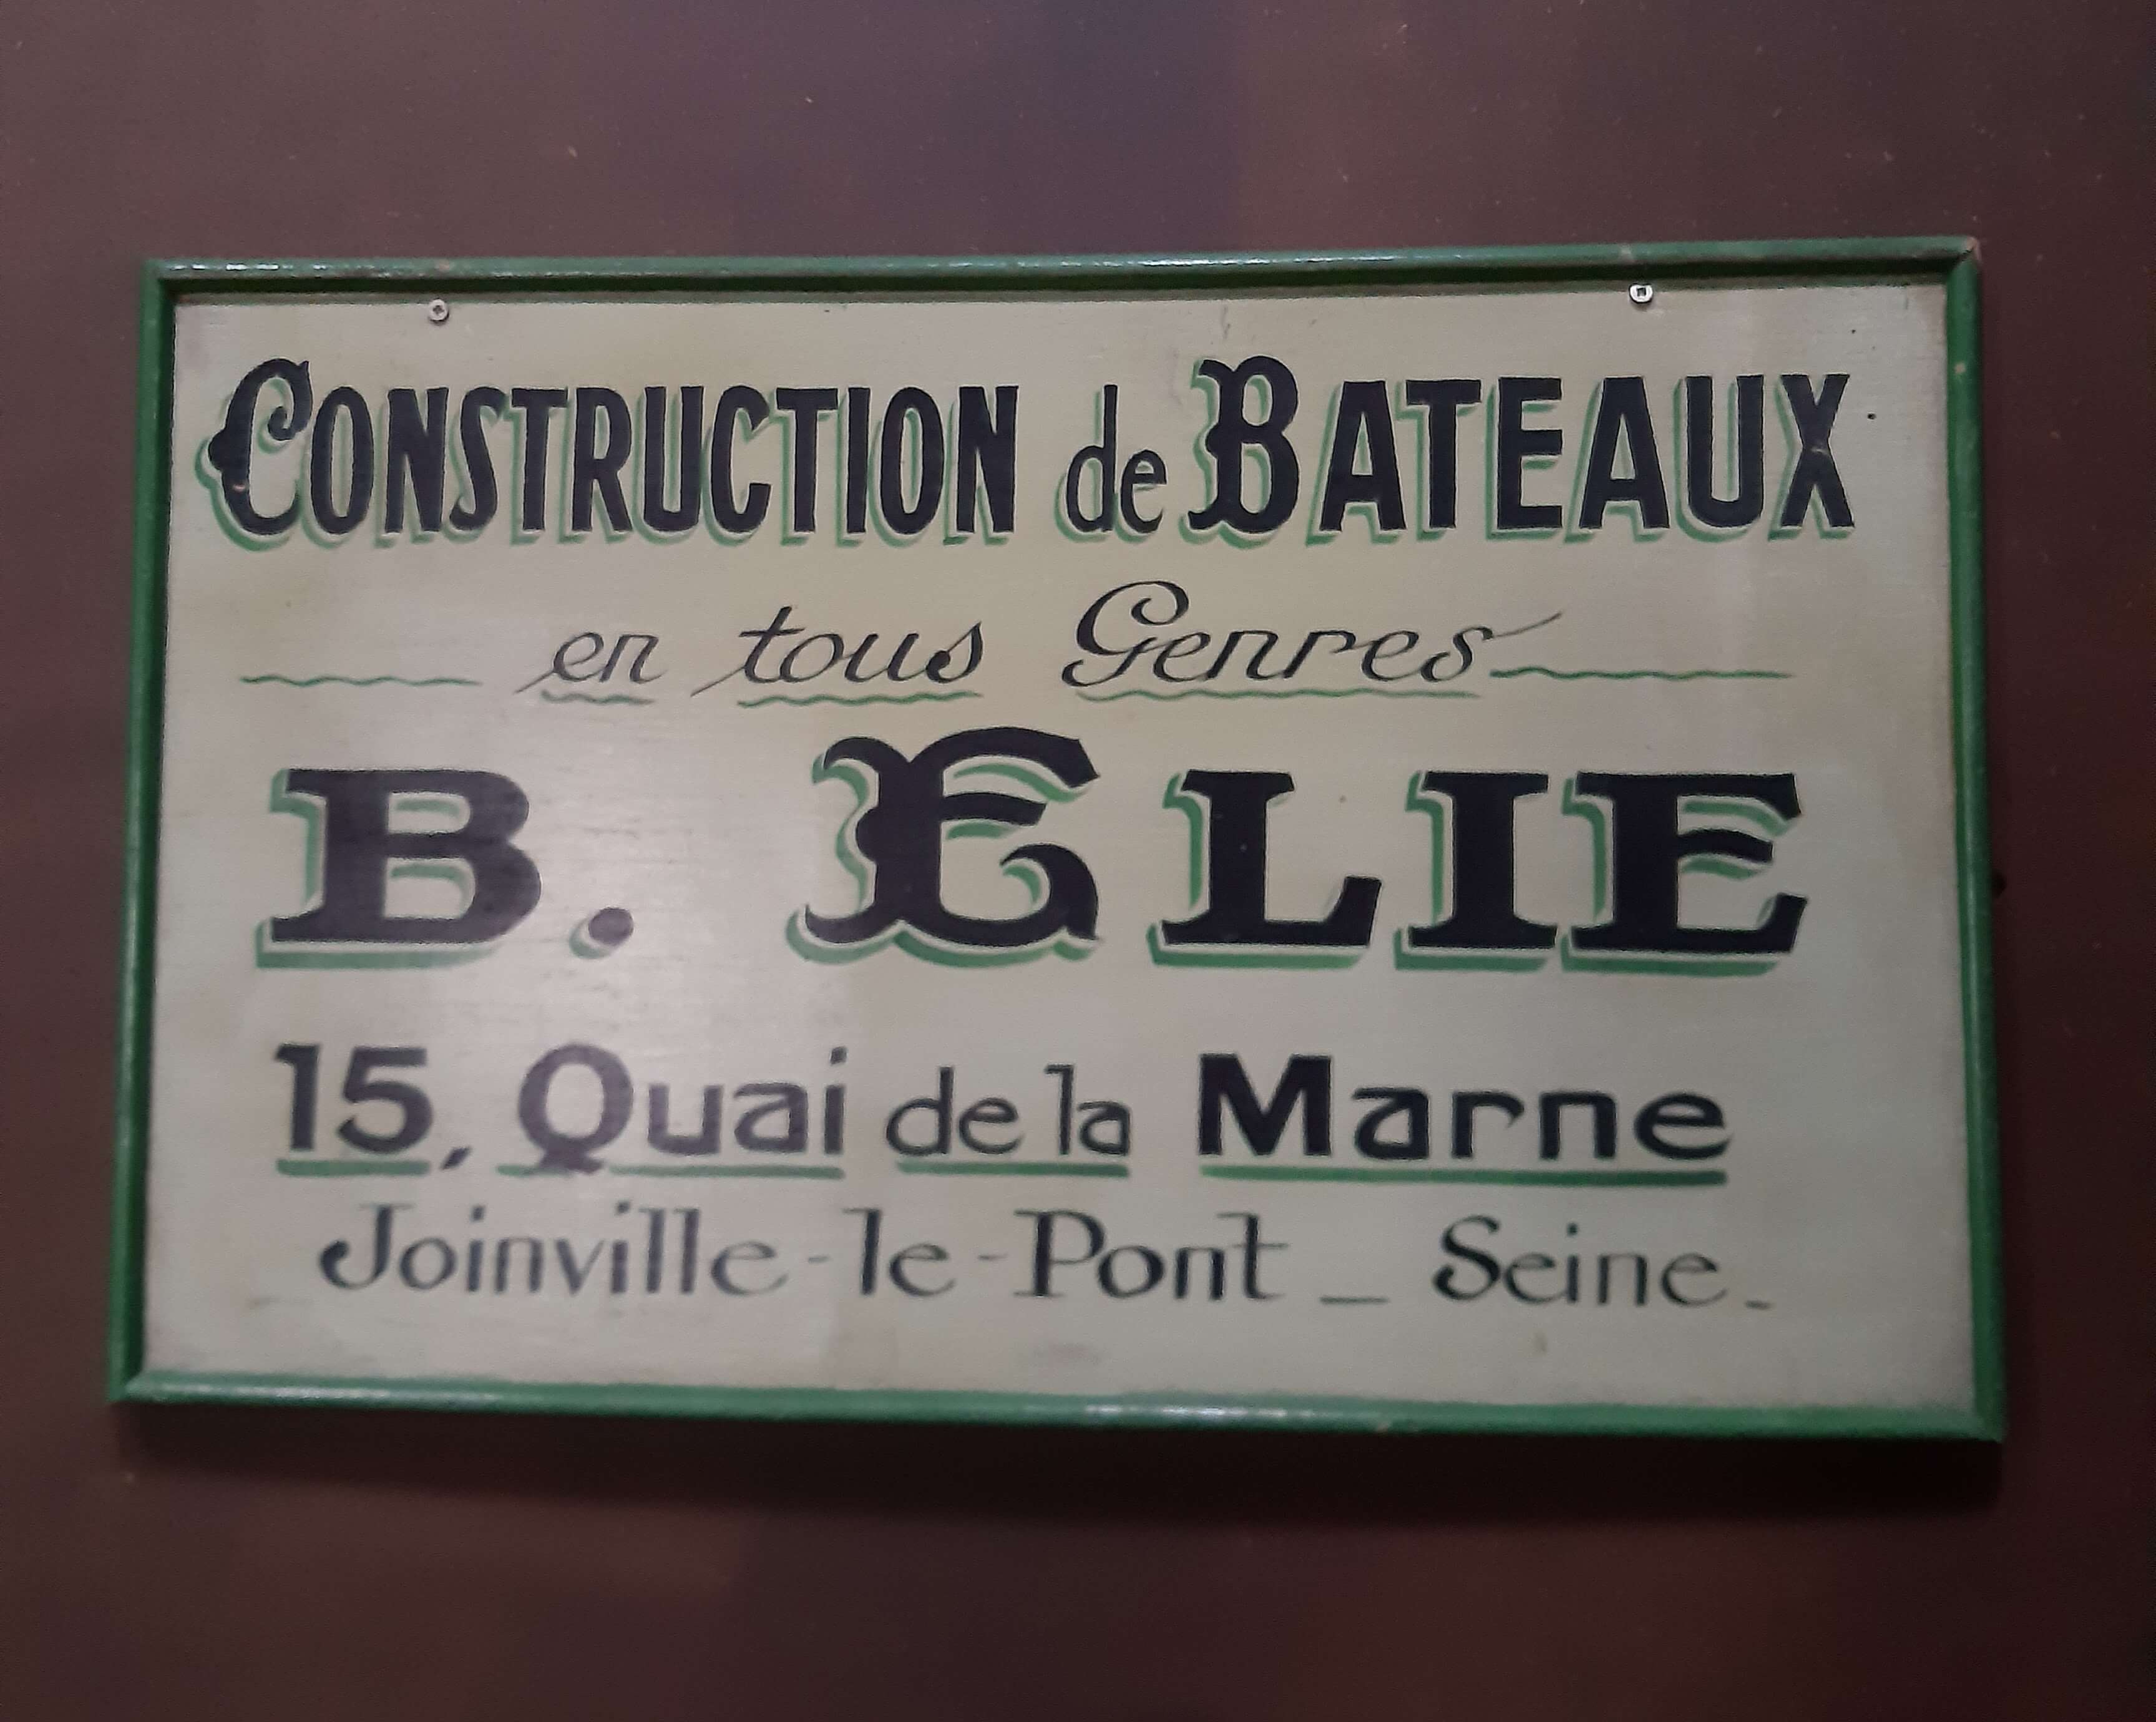 CONSTRUCTION de BATEAUX
en tous Genres
B. ELIE
15, Quai de la Marne
Joinville-le-Pont _ Seine.